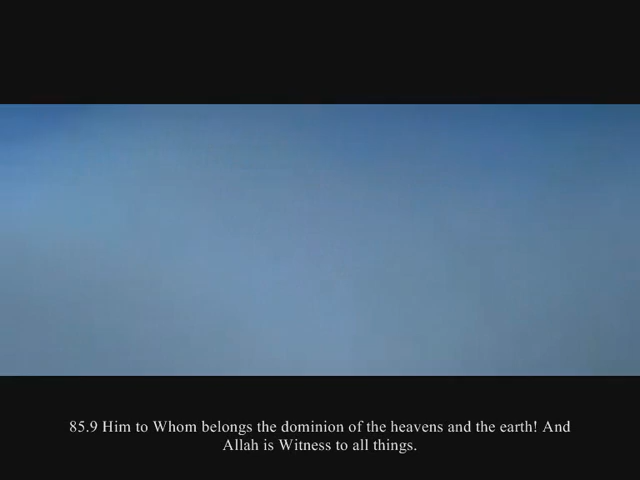 85.9 Him to Whom belongs the dominion of the heavens and the earth! And
Allah is Witness to all things.